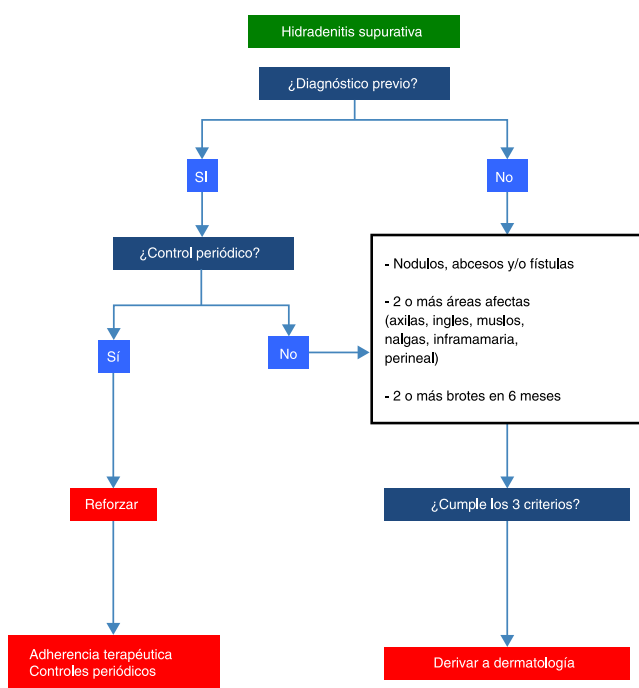 Hidradenitis supurativa
¿Diagnóstico previo?
SI
No
¿Control periódico?
- Nodulos, abcesos y/o fístulas
- 2 o más áreas afectas
(axilas, ingles, muslos,
nalgas, inframamaria,
perineal)
- 2 o más brotes en 6 meses
Sí
No
Reforzar
¿Cumple los 3 criterios?
Adherencia terapéutica
Controles periódicos
Derivar a dermatología